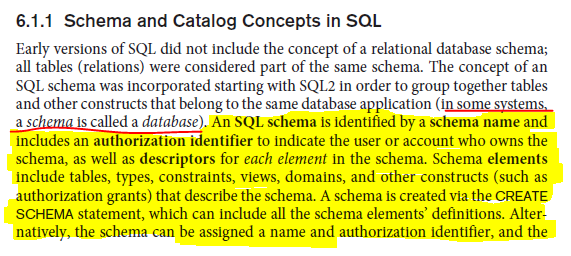 6.1.1 Schema and Catalog Concepts in SQL
Early versions of SQL did not include the concept of a relational database schema;
all tables (relations) were considered part of the same schema. The concept of an
SQL schema was incorporated starting with SQL2 in order to group together tables
and other constructs that belong to the same database application (in some systems,
a schema is called a database). An SQL schema is identified by a schema name and
includes an authorization identifier to indicate the user or account who owns the
schema, as well as descriptors for each element in the schema. Schema elements
include tables, types, constraints, views, domains, and other constructs (such as
authorization grants) that describe the schema. A schema is created via the CREATE
SCHEMA statement, which can include all the schema elements’ definitions. Alter-
natively, the schema can be assigned a name and authorization identifier, and the